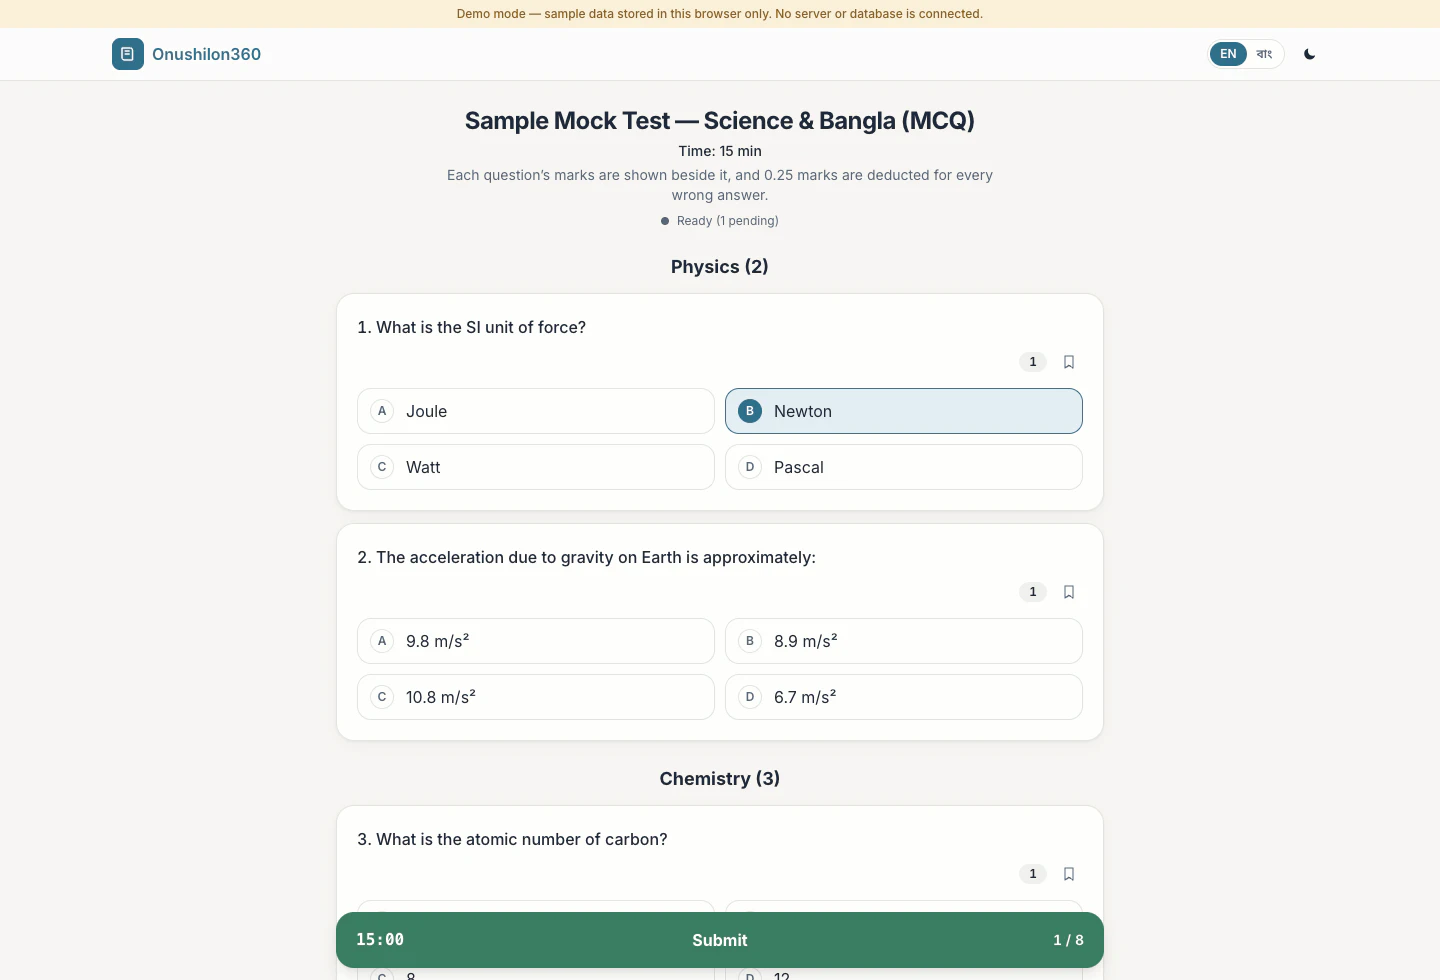 Demo mode — sample data stored in this browser only. No server or database is connected.
Onushilon360
EN বাং
Sample Mock Test — Science & Bangla (MCQ)
Time: 15 min
Each question’s marks are shown beside it, and 0.25 marks are deducted for every
wrong answer.
Ready (1 pending)
Physics (2)
1. What is the SI unit of force?
1
A Joule
B Newton
C Watt
D Pascal
2. The acceleration due to gravity on Earth is approximately:
1
A 9.8 m/s²
B 8.9 m/s²
C 10.8 m/s²
D 6.7 m/s²
Chemistry (3)
3. What is the atomic number of carbon?
1
15:00 Submit 1 / 8
C 8
D 12